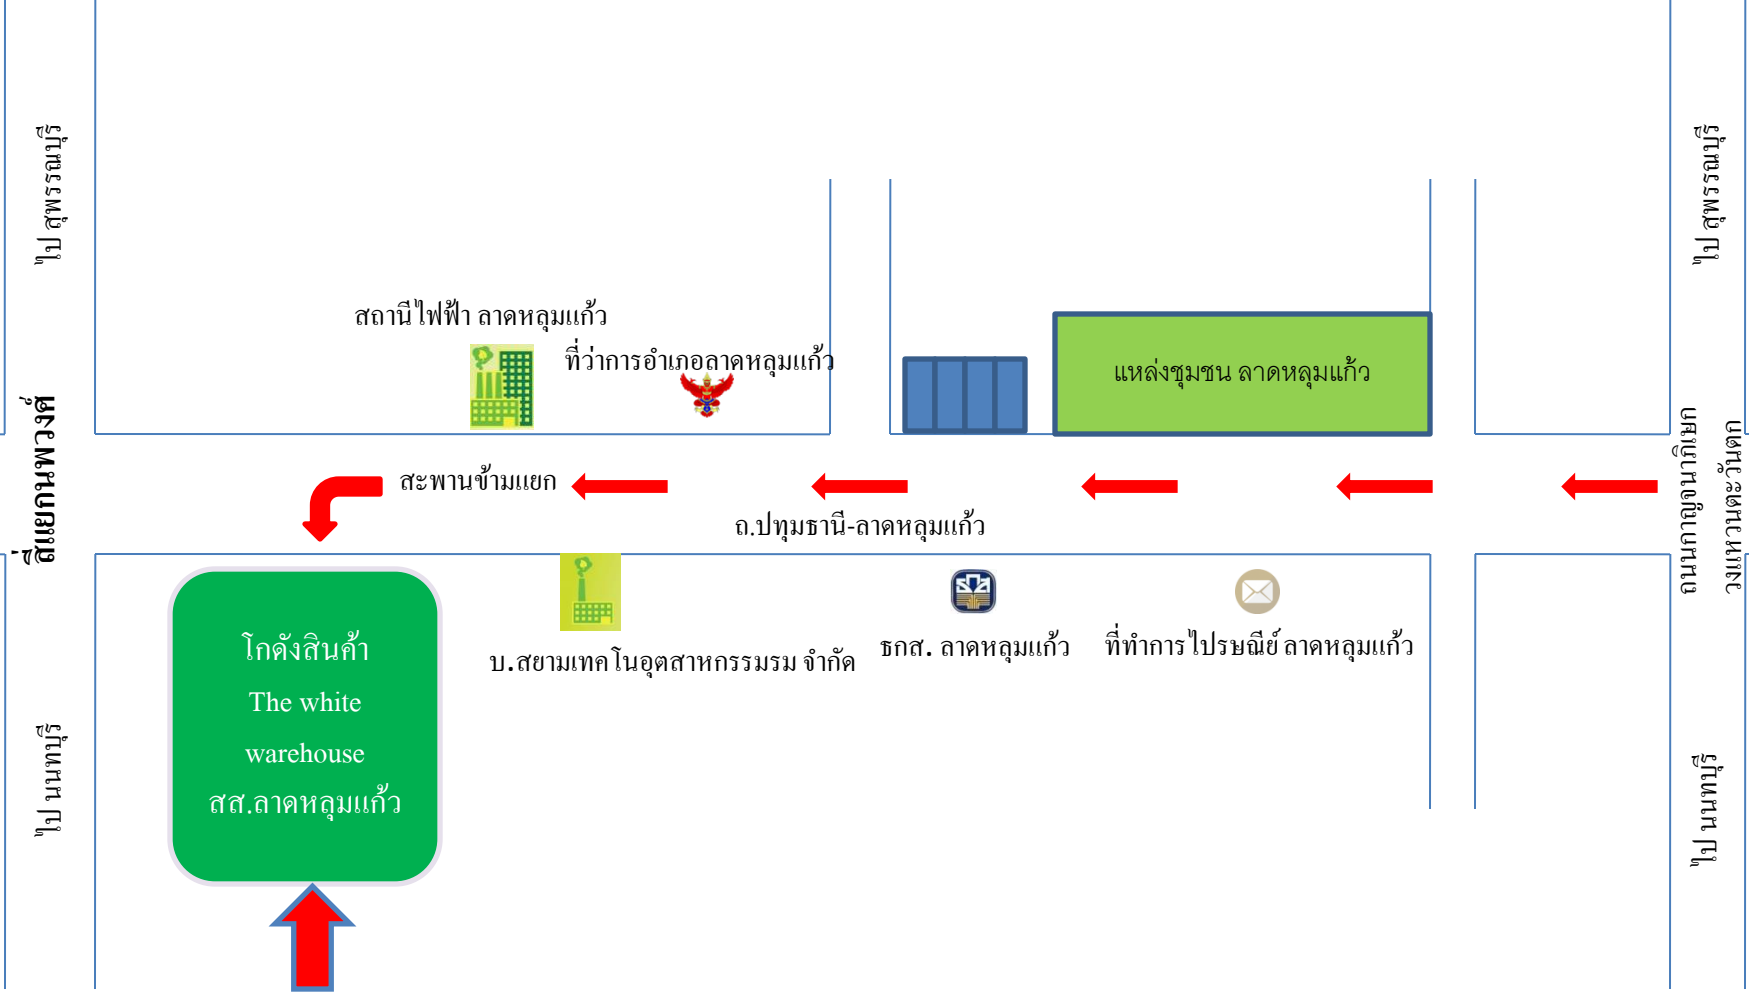 ไป สุพรรณบุรี
ไป สุพรรณบุรี
สถานีไฟฟ้า ลาดหลุมแก้ว
ที่ว่าการอำเภอลาดหลุมแก้ว
แหล่งชุมชน ลาดหลุมแก้ว
สี่แยกนพวงศ์
สะพานข้ามแยก
ถ.ปทุมธานี-ลาดหลุมแก้ว
ถนนกาญจนาภิเษก
วงแหวนตะวันตก
โกดังสินค้า
The white
warehouse
สส.ลาดหลุมแก้ว
บ.สยามเทคโนอุตสาหกรรมรม จำกัด
ธกส. ลาดหลุมแก้ว
ที่ทำการไปรษณีย์ ลาดหลุมแก้ว
ไป นนทบุรี
ไป นนทบุรี